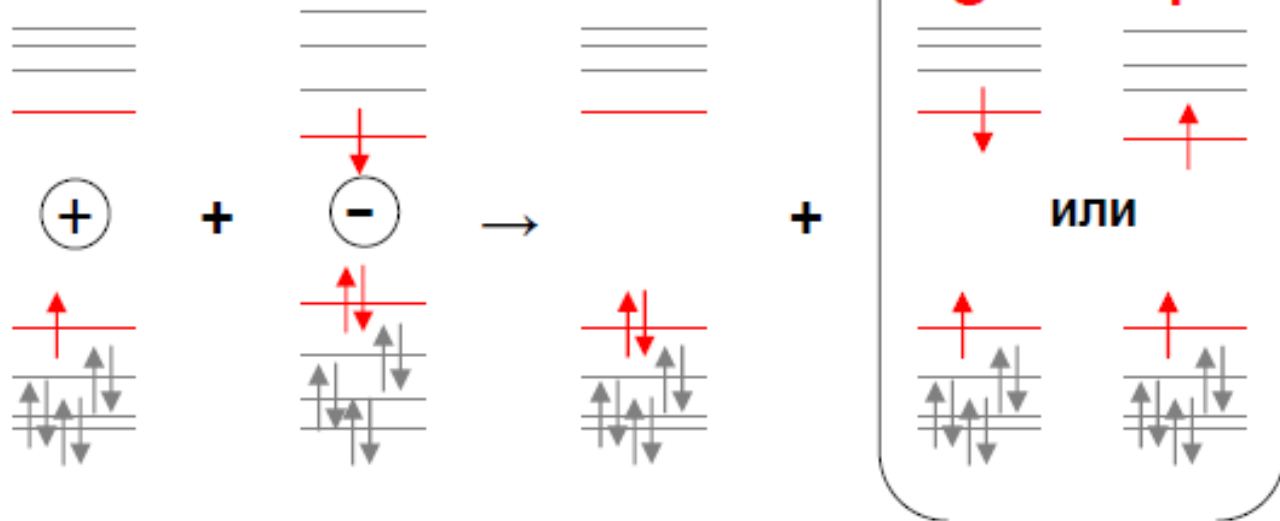 + + - → + или